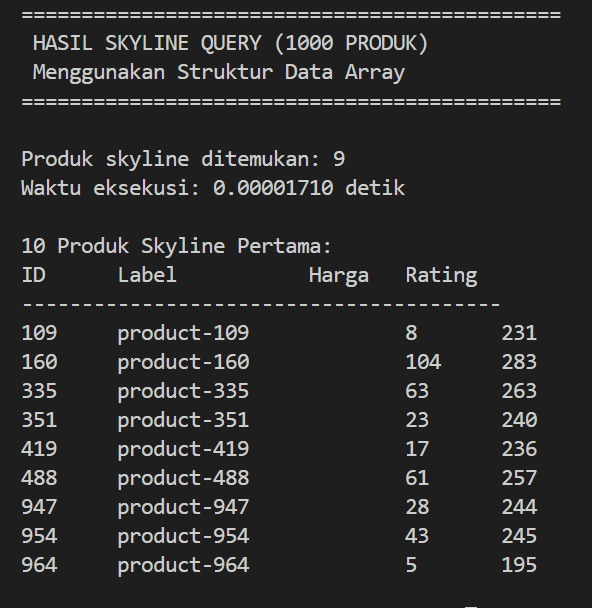 =============================================
HASIL SKYLINE QUERY (1000 PRODUK)
Menggunakan Struktur Data Array
=============================================
Produk skyline ditemukan: 9
Waktu eksekusi: 0.00001710 detik
10 Produk Skyline Pertama:
ID Label Harga Rating
----------------------------------------
109 product-109 8 231
160 product-160 104 283
335 product-335 63 263
351 product-351 23 240
419 product-419 17 236
488 product-488 61 257
947 product-947 28 244
954 product-954 43 245
964 product-964 5 195